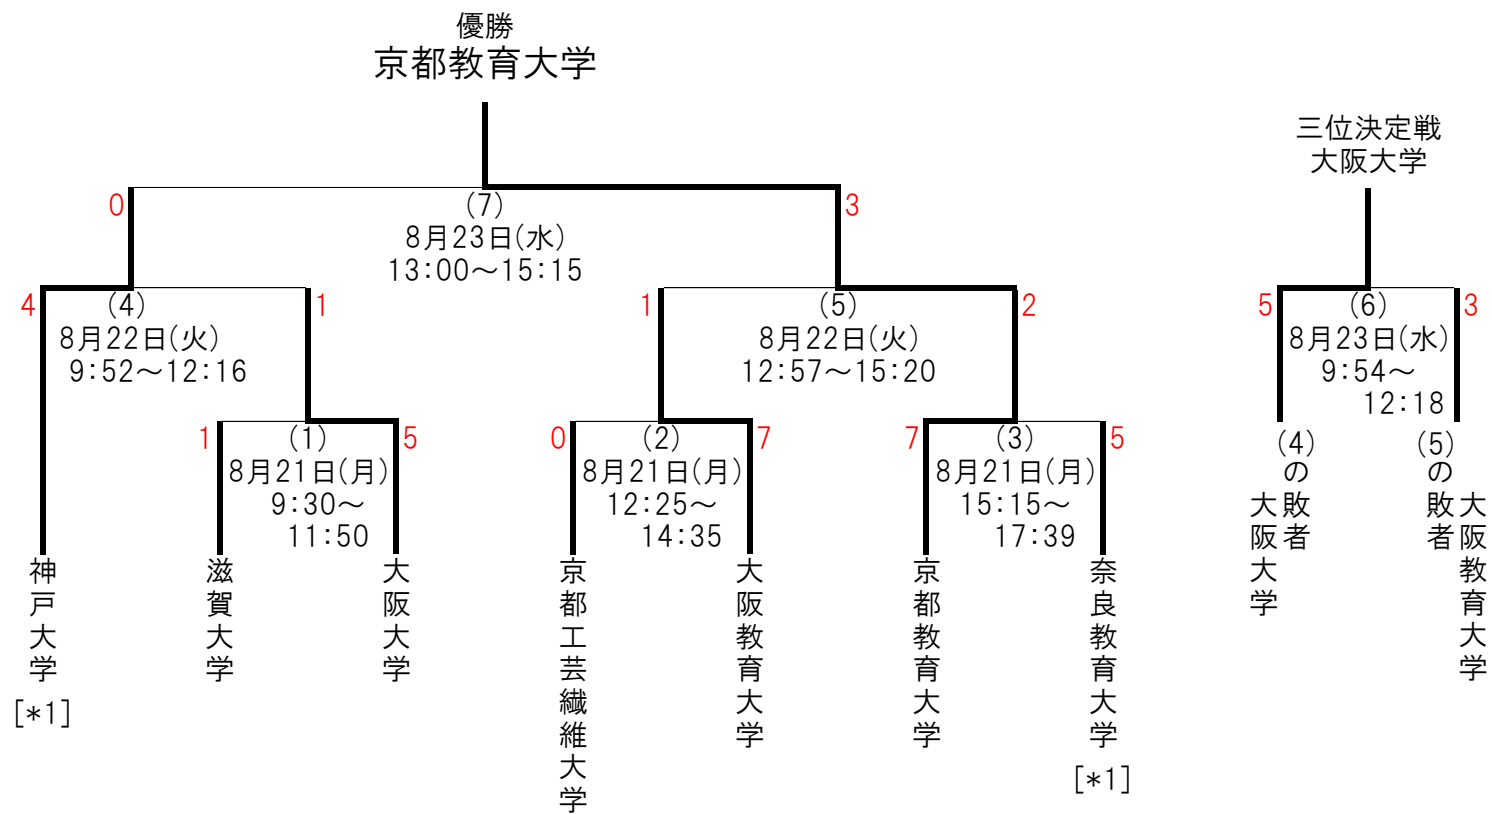 優勝
京都教育大学
三位決定戦
大阪大学
0
(7)
3
8月23日(水)
13:00～15:15
4
(4)
1
8月22日(火)
9:52～12:16
1
(5)
2
8月22日(火)
12:57～15:20
5
(6)
3
8月23日(水)
9:54～
12:18
1
(1)
5
8月21日(月)
9:30～
11:50
0
(2)
7
8月21日(月)
12:25～
14:35
7
(3)
5
8月21日(月)
15:15～
17:39
(4)の敗者
大阪大学
(5)の敗者
大阪教育大学
神戸大学
[*1]
滋賀大学
大阪大学
京都工芸繊維大学
大阪教育大学
京都教育大学
奈良教育大学
[*1]